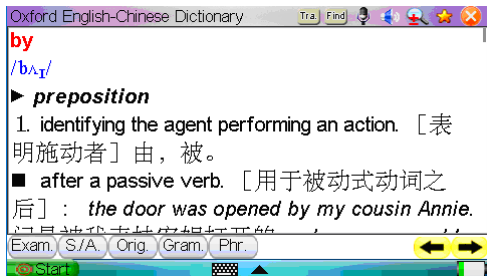 Oxford English-Chinese Dictionary Tra. Find
by
/bʌɪ/
► preposition
1. identifying the agent performing an action. ［表
明施动者］由，被。
■ after a passive verb. ［用于被动式动词之
后］： the door was opened by my cousin Annie.
Exam. S./A. Orig. Gram. Phr.
Start